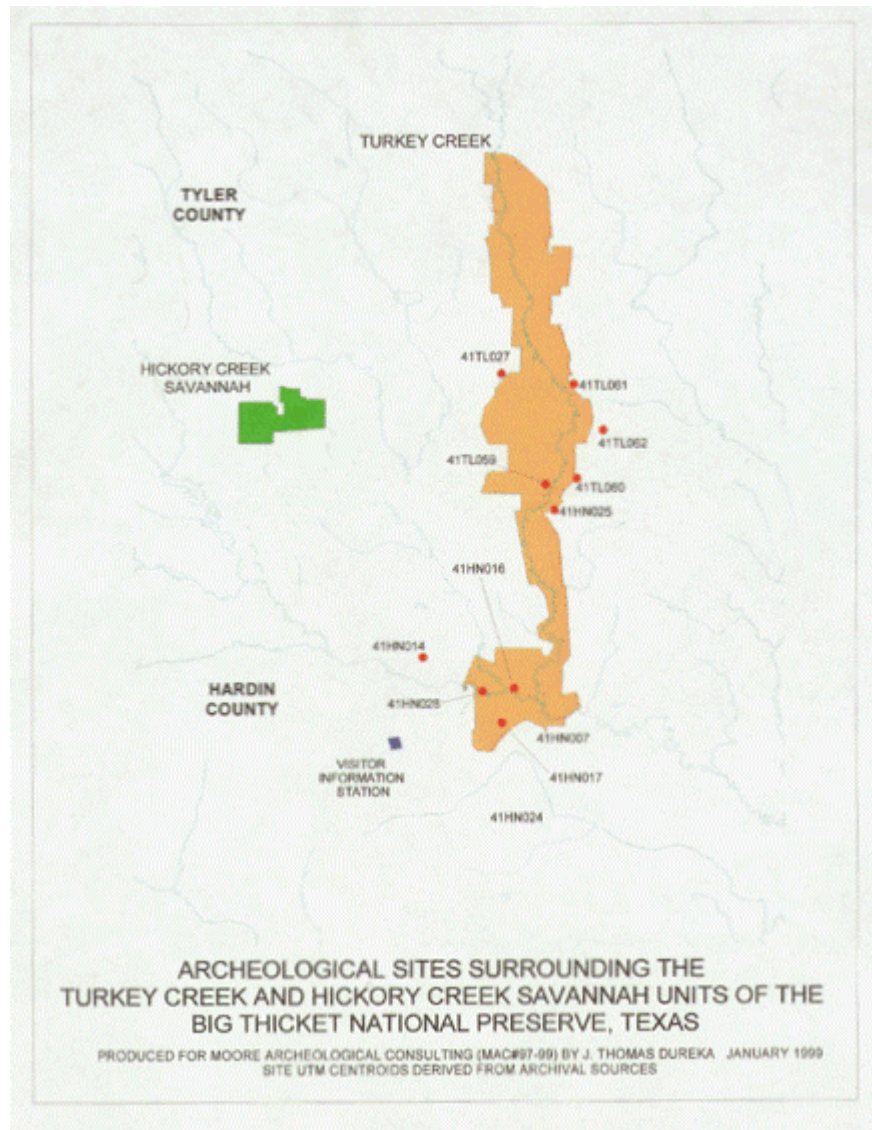 TURKEY CREEK
TYLER
COUNTY
41TL027
HICKORY CREEK
SAVANNAH
41TL061
41TL062
41TL059
41TL060
41HN025
41HN016
41HN014
HARDIN
COUNTY
41HN028
41HN007
VISITOR
INFORMATION
STATION
41HN017
41HN024
ARCHEOLOGICAL SITES SURROUNDING THE
TURKEY CREEK AND HICKORY CREEK SAVANNAH UNITS OF THE
BIG THICKET NATIONAL PRESERVE, TEXAS
PRODUCED FOR MOORE ARCHEOLOGICAL CONSULTING (MAC#97-99) BY J. THOMAS DUREKA JANUARY 1999
SITE UTM CENTROIDS DERIVED FROM ARCHIVAL SOURCES